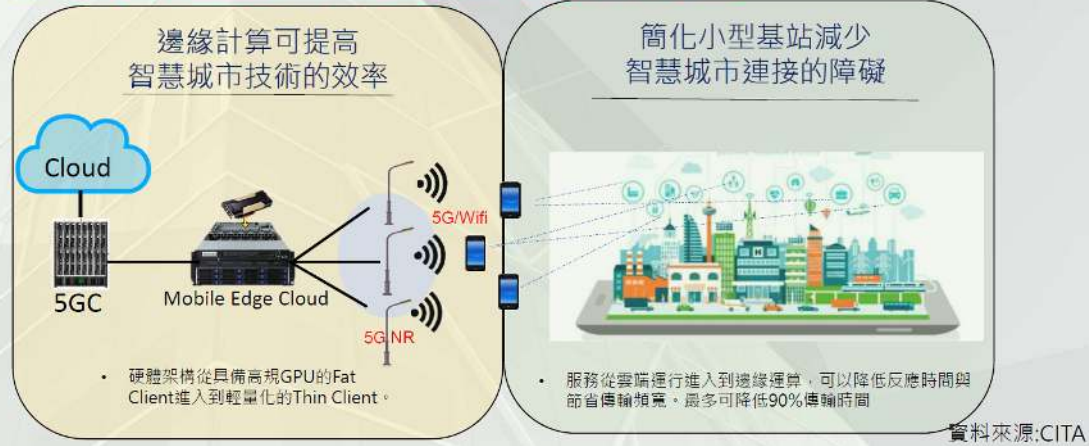 邊緣計算可提高
智慧城市技術的效率
Cloud
5GC
Mobile Edge Cloud
5G/Wifi
5G NR
• 硬體架構從具備高規GPU的Fat
Client進入到輕量化的Thin Client。
簡化小型基站減少
智慧城市連接的障礙
• 服務從雲端運行進入到邊緣運算，可以降低反應時間與
節省傳輸頻寬。最多可降低90%傳輸時間
資料來源:CITA